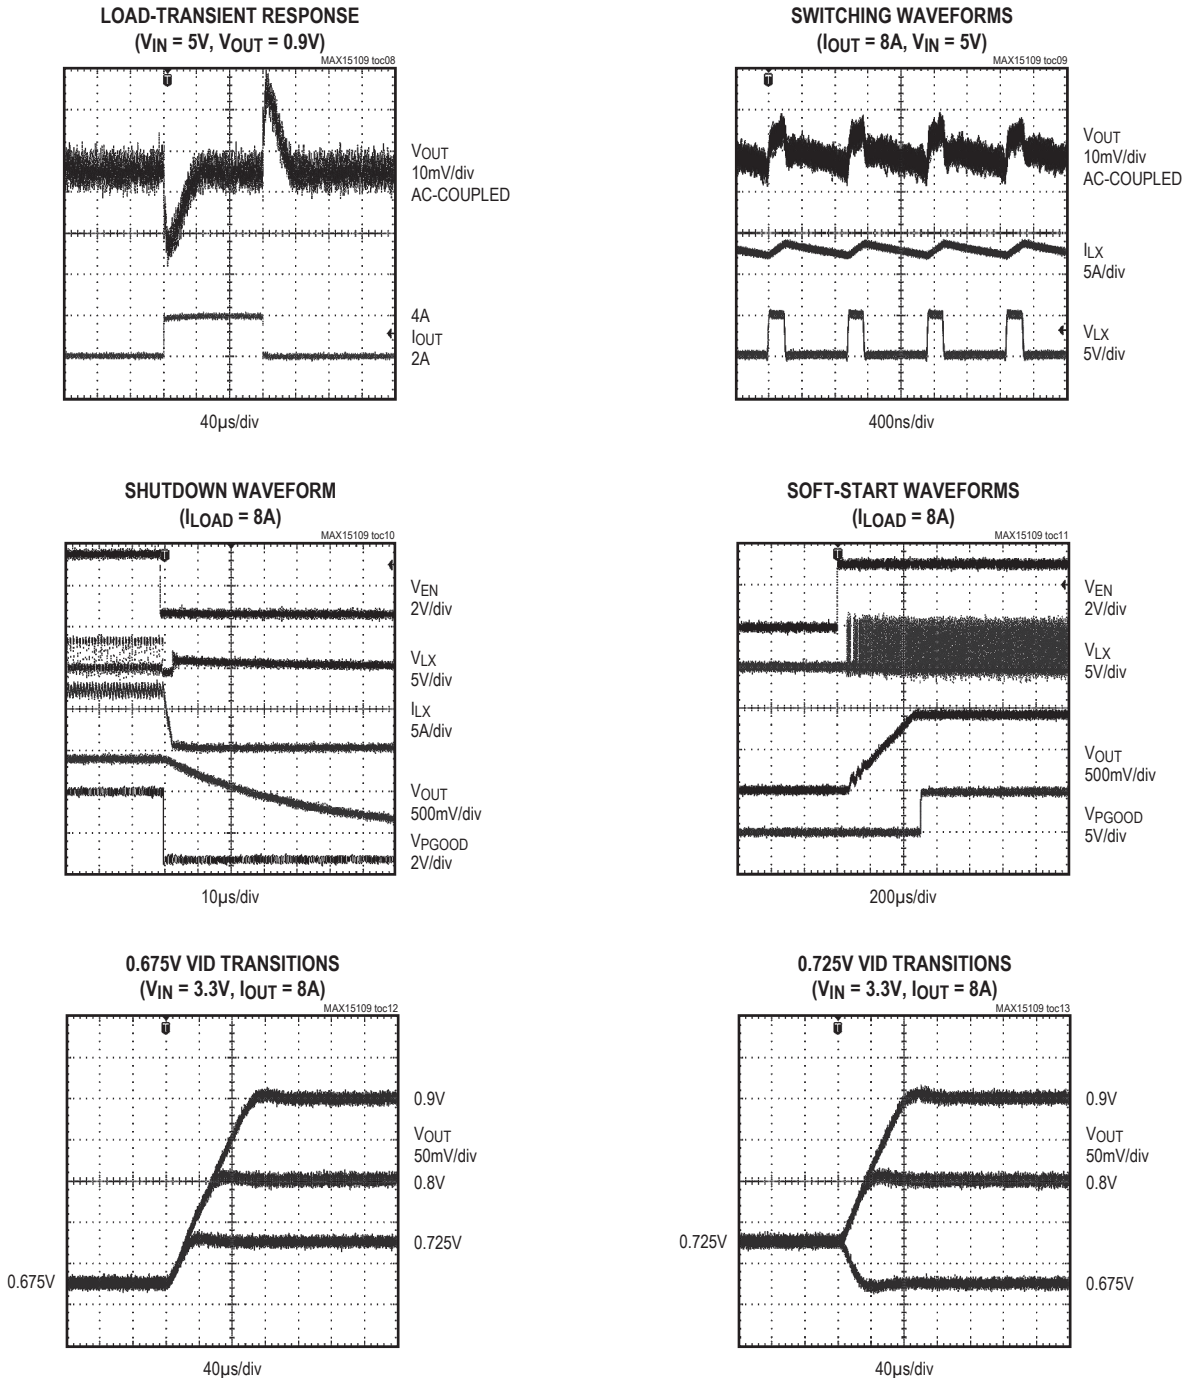 LOAD-TRANSIENT RESPONSE
(VIN = 5V, VOUT = 0.9V)
MAX15109 toc08
T
VOUT
10mV/div
AC-COUPLED
4A
IOUT
2A
40µs/div
SWITCHING WAVEFORMS
(IOUT = 8A, VIN = 5V)
MAX15109 toc09
T
VOUT
10mV/div
AC-COUPLED
ILX
5A/div
VLX
5V/div
400ns/div
SHUTDOWN WAVEFORM
(ILOAD = 8A)
MAX15109 toc10
T
VEN
2V/div
VLX
5V/div
ILX
5A/div
VOUT
500mV/div
VPGOOD
2V/div
10µs/div
SOFT-START WAVEFORMS
(ILOAD = 8A)
MAX15109 toc11
T
VEN
2V/div
VLX
5V/div
VOUT
500mV/div
VPGOOD
5V/div
200µs/div
0.675V VID TRANSITIONS
(VIN = 3.3V, IOUT = 8A)
MAX15109 toc12
T
0.9V
VOUT
50mV/div
0.8V
0.725V
0.675V
40µs/div
0.725V VID TRANSITIONS
(VIN = 3.3V, IOUT = 8A)
MAX15109 toc13
T
0.9V
VOUT
50mV/div
0.8V
0.725V
0.675V
40µs/div